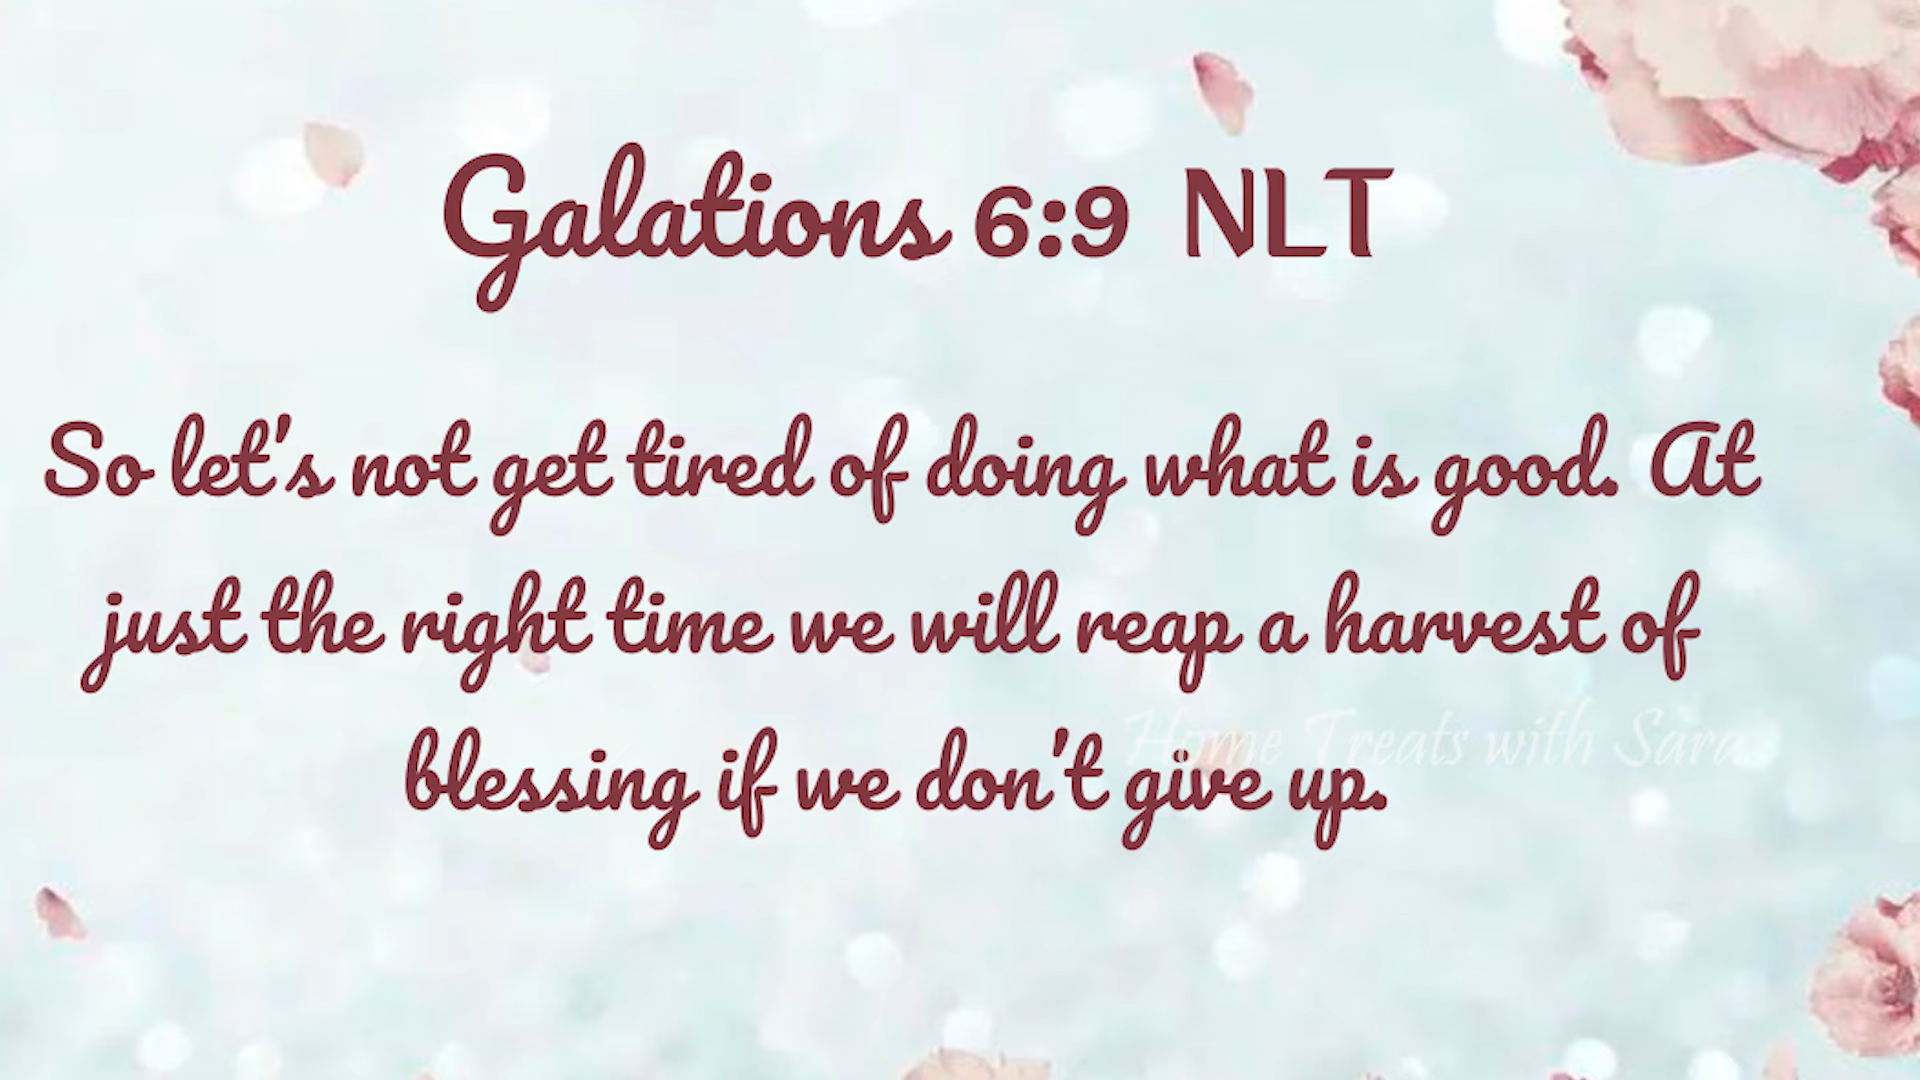 Galations 6:9 NLT
So let's not get tired of doing what is good. At
just the right time we will reap a harvest of
Home Treats with Sara
blessing if we don't give up.